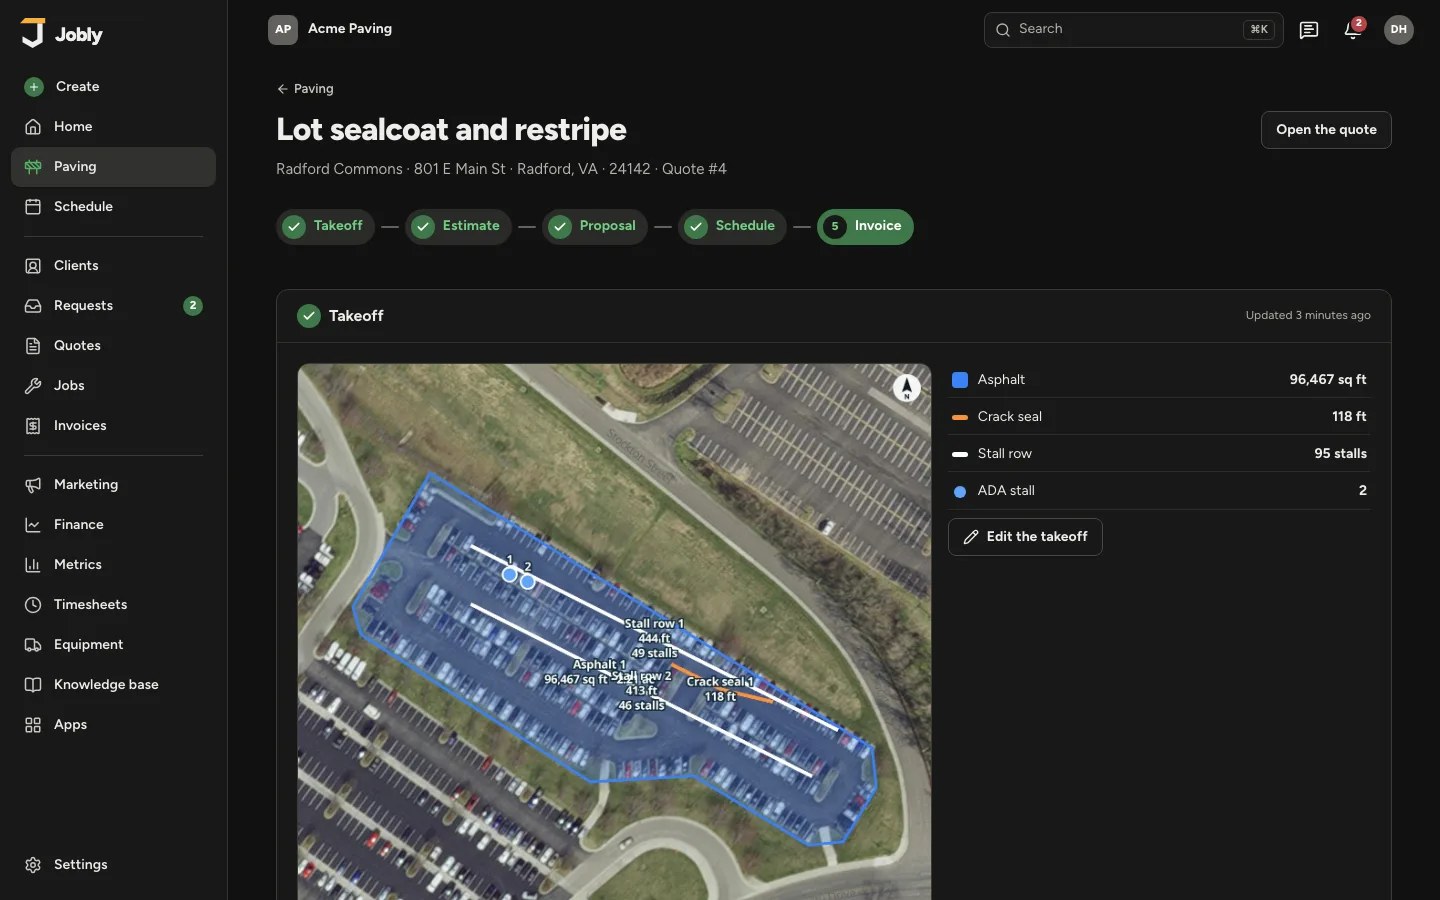 Jobly
AP
Acme Paving
Search
⌘K
2
DH
Create
Home
Paving
Schedule
Clients
Requests
2
Quotes
Jobs
Invoices
Marketing
Finance
Metrics
Timesheets
Equipment
Knowledge base
Apps
Settings
← Paving
Lot sealcoat and restripe
Open the quote
Radford Commons · 801 E Main St · Radford, VA · 24142 · Quote #4
Takeoff
Estimate
Proposal
Schedule
5
Invoice
Takeoff
Updated 3 minutes ago
N
1
2
Stall row 1
444 ft
49 stalls
Asphalt 1
96,467 sq ft
Stall row 2
413 ft
46 stalls
Crack seal 1
118 ft
Asphalt
96,467 sq ft
Crack seal
118 ft
Stall row
95 stalls
ADA stall
2
Edit the takeoff